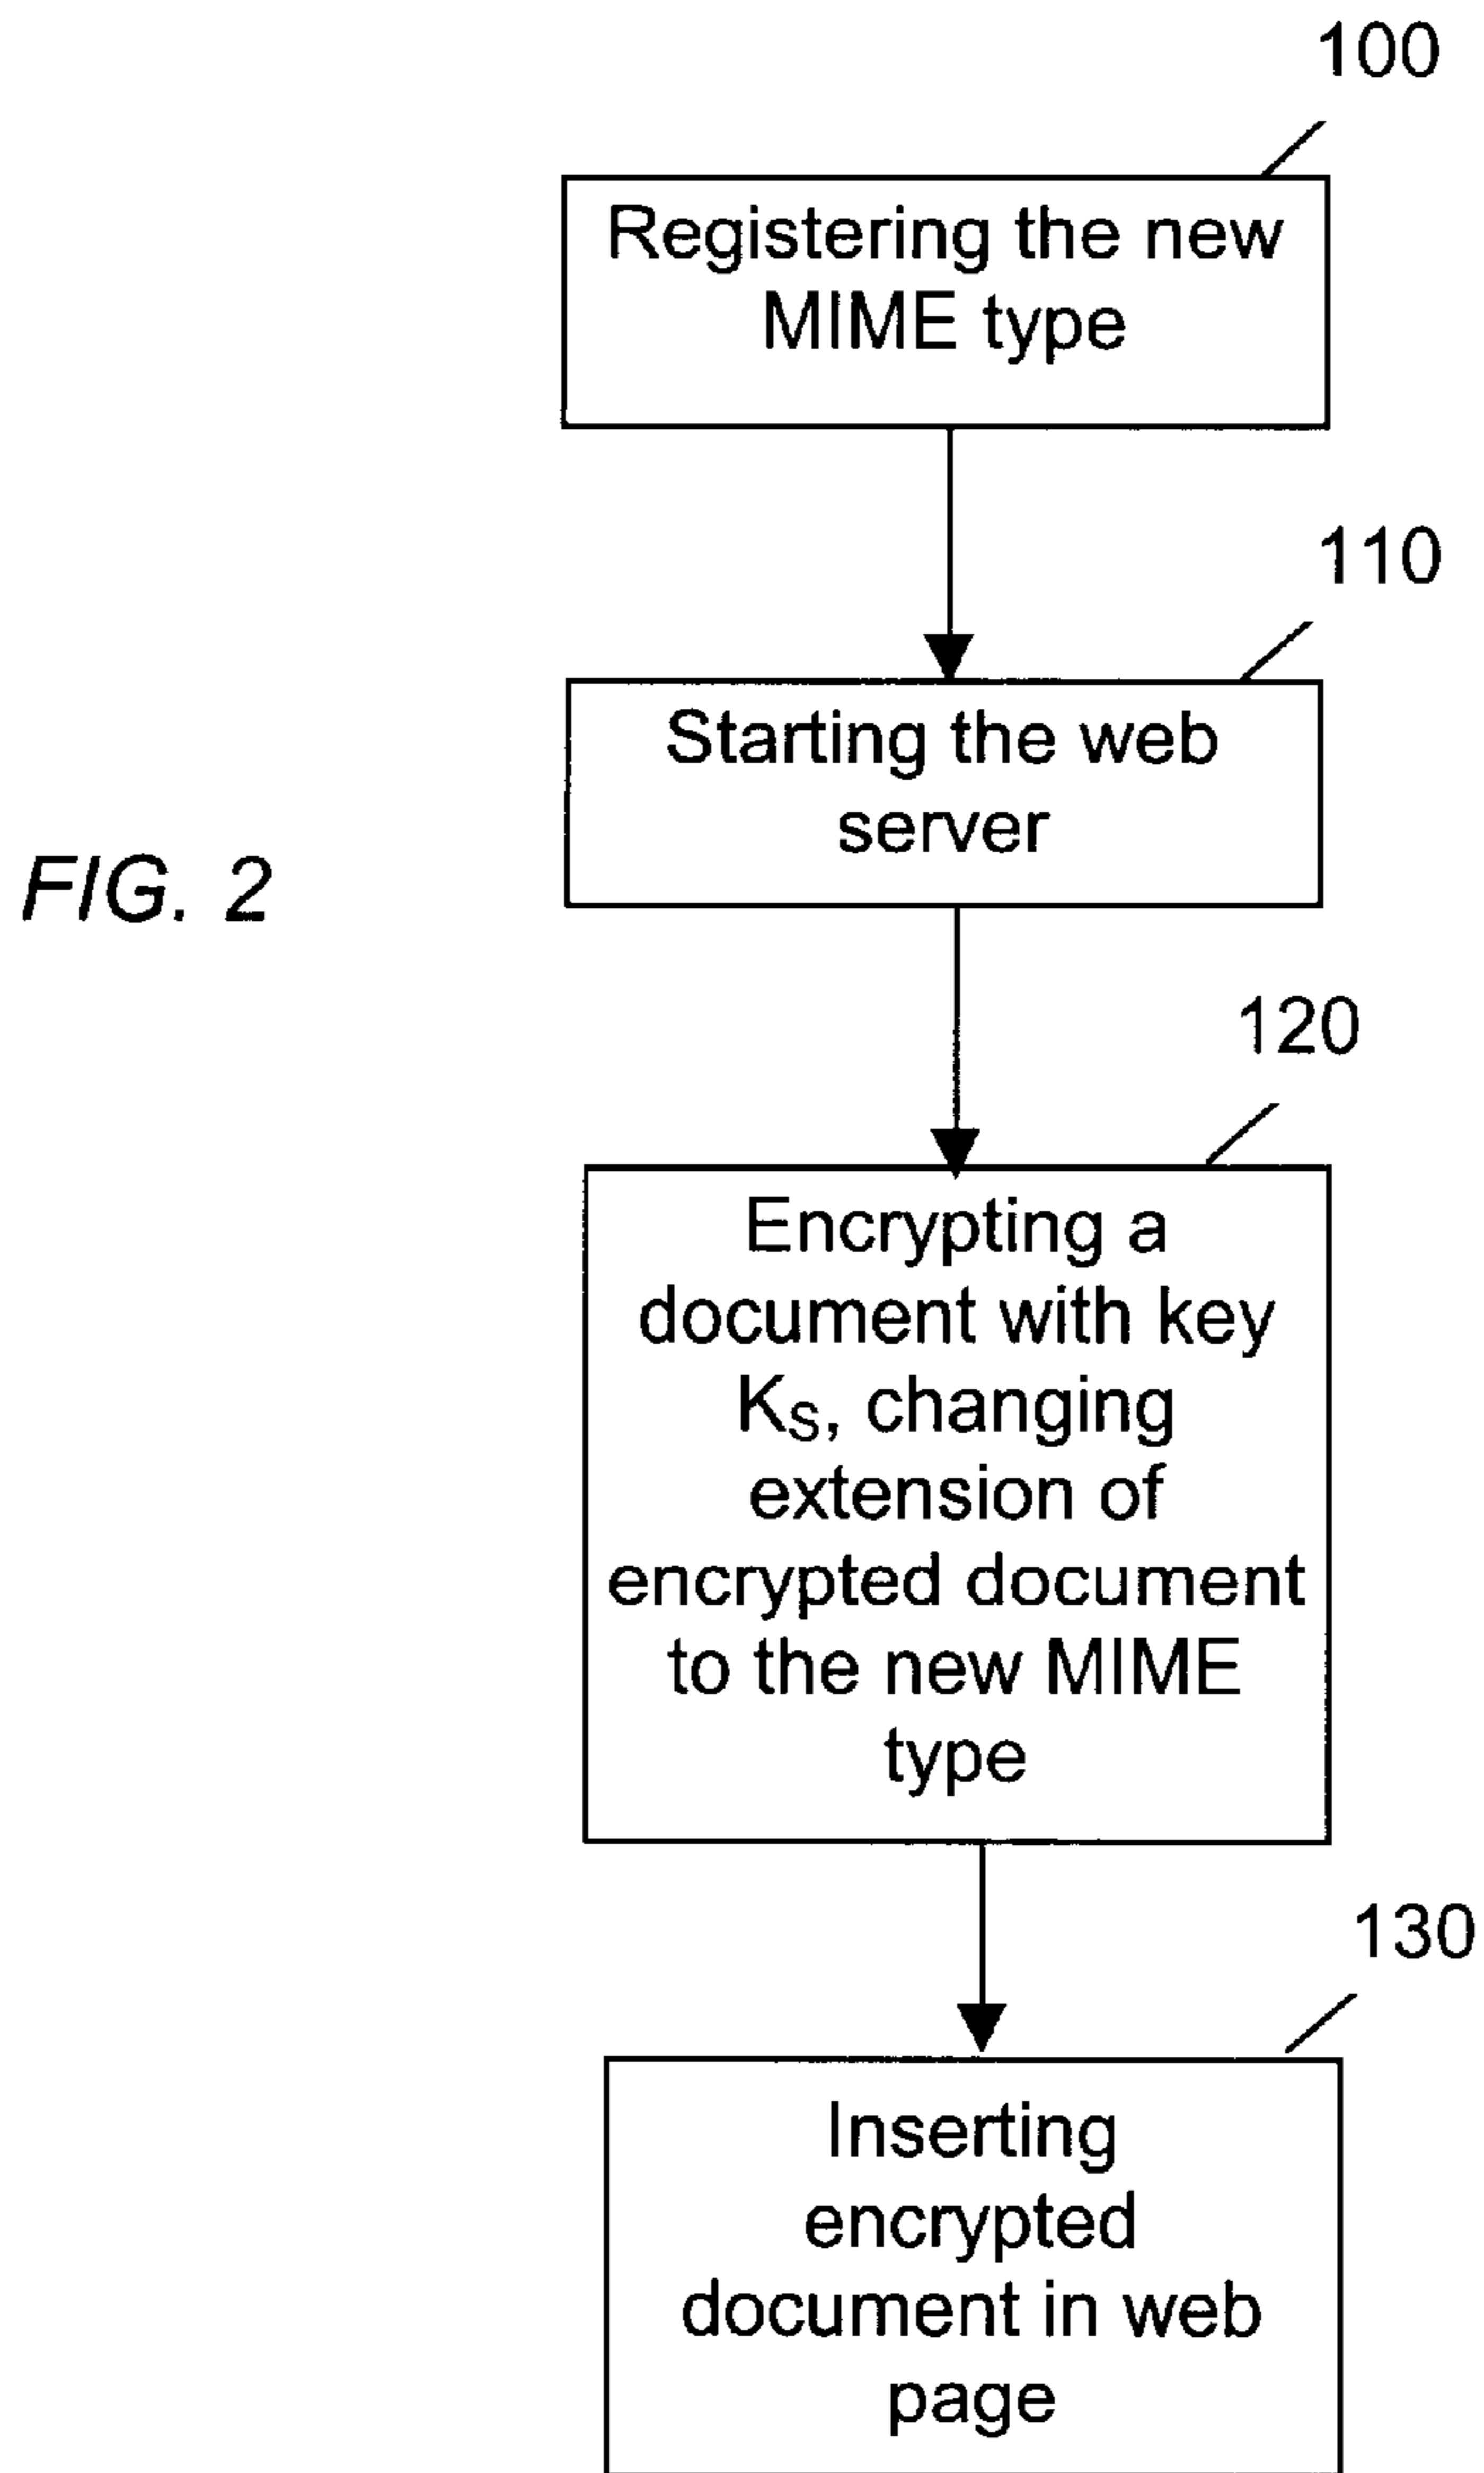 100
Registering the new
MIME type
110
Starting the web
server
FIG. 2
120
Encrypting a
document with key
KS, changing
extension of
encrypted document
to the new MIME
type
130
Inserting
encrypted
document in web
page